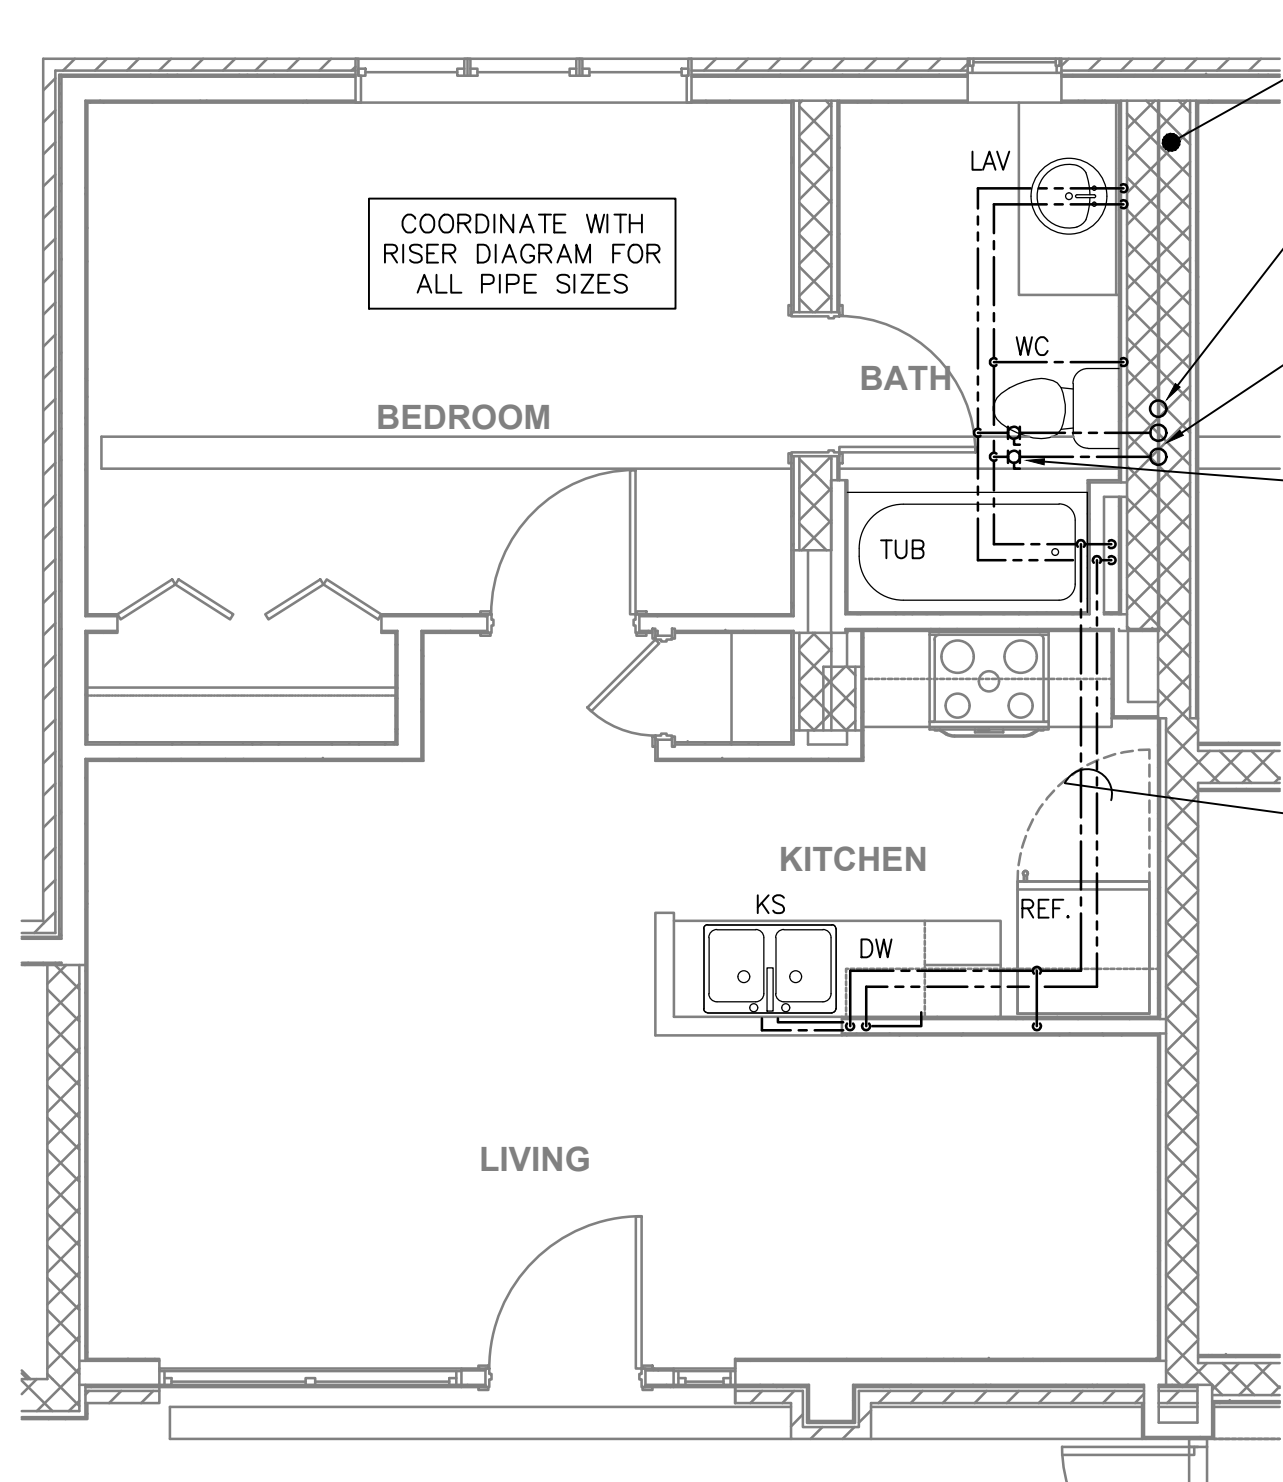 LAV
COORDINATE WITH
RISER DIAGRAM FOR
ALL PIPE SIZES
WC
BATH
BEDROOM
TUB
KITCHEN
KS
REF.
DW
LIVING